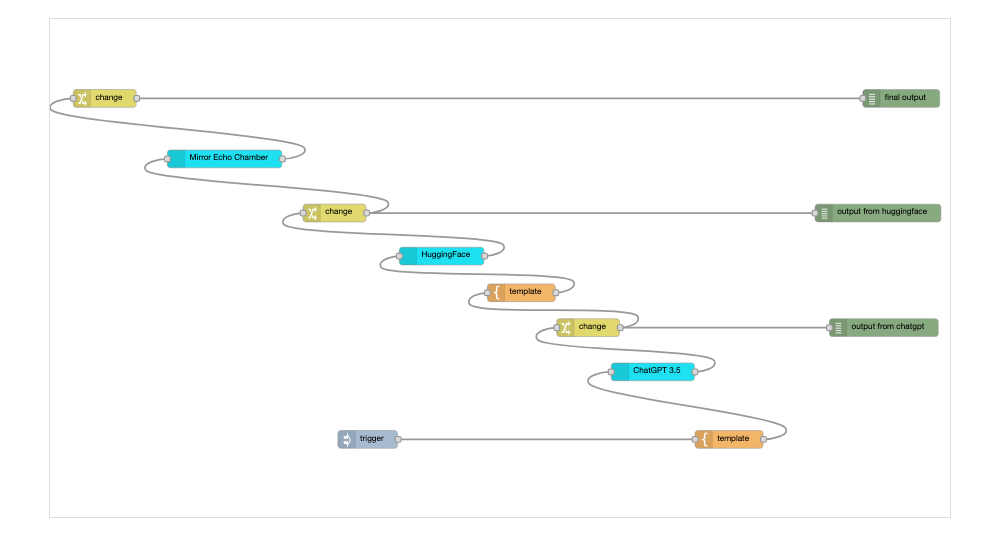 change
final output
Mirror Echo Chamber
change
output from huggingface
HuggingFace
template
change
output from chatgpt
ChatGPT 3.5
trigger
template